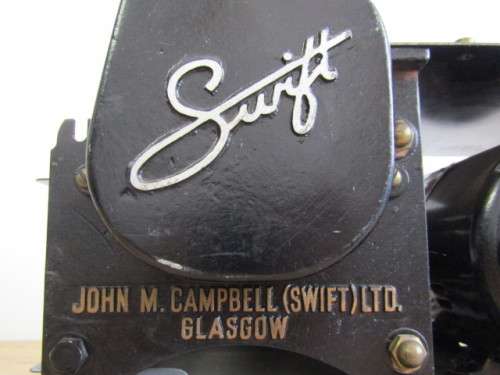 Swift
JOHN M. CAMPBELL (SWIFT) LTD.
GLASGOW